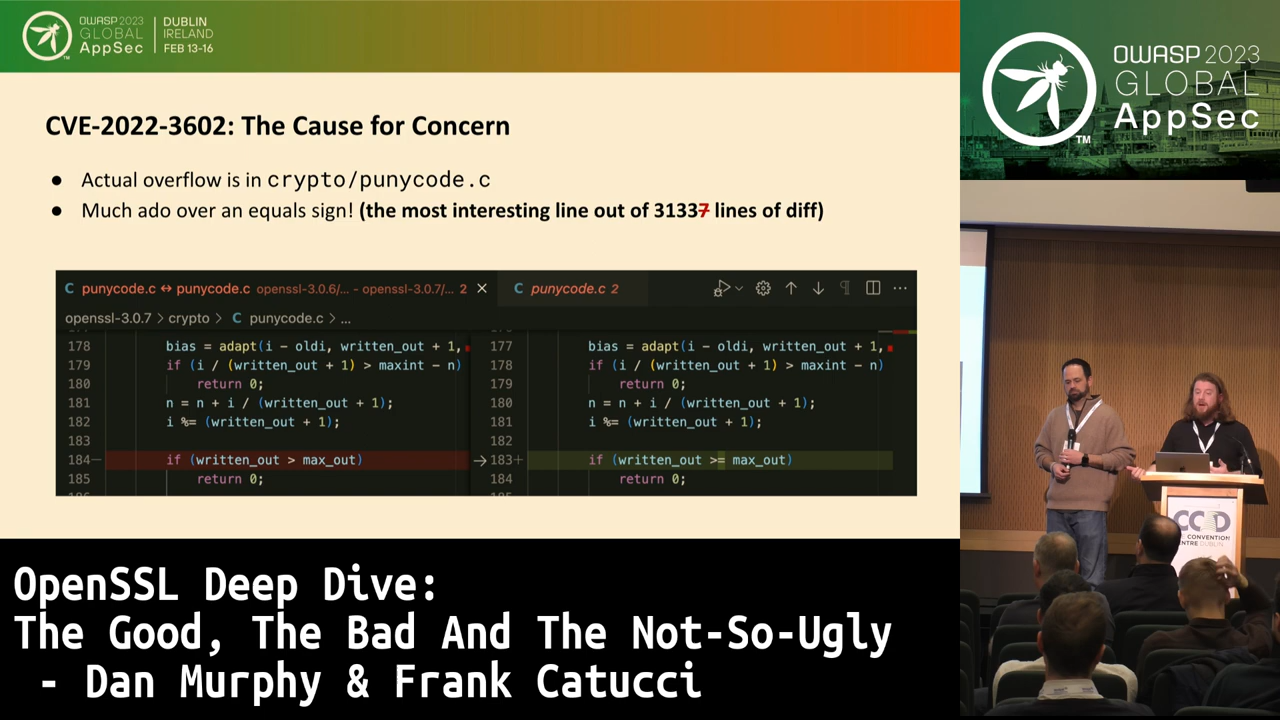 OWASP 2023
GLOBAL
AppSec
TM
DUBLIN
IRELAND
FEB 13-16
CVE-2022-3602: The Cause for Concern
● Actual overflow is in crypto/punycode.c
● Much ado over an equals sign! (the most interesting line out of 31337 lines of diff)
C punycode.c ↔ punycode.c openssl-3.0.6/... - openssl-3.0.7/... 2 ×
C punycode.c 2
openssl-3.0.7 > crypto > C punycode.c > ...
178 bias = adapt(i - oldi, written_out + 1,
179 if (i / (written_out + 1) > maxint - n)
180 return 0;
181 n = n + i / (written_out + 1);
182 i %= (written_out + 1);
183
184— if (written_out > max_out)
185 return 0;
177 bias = adapt(i - oldi, written_out + 1,
178 if (i / (written_out + 1) > maxint - n)
179 return 0;
180 n = n + i / (written_out + 1);
181 i %= (written_out + 1);
182
→183+ if (written_out >= max_out)
184 return 0;
OpenSSL Deep Dive:
The Good, The Bad And The Not-So-Ugly
- Dan Murphy & Frank Catucci
OWASP 2023
GLOBAL
AppSec
TM
CONVENTION
CENTRE DUBLIN